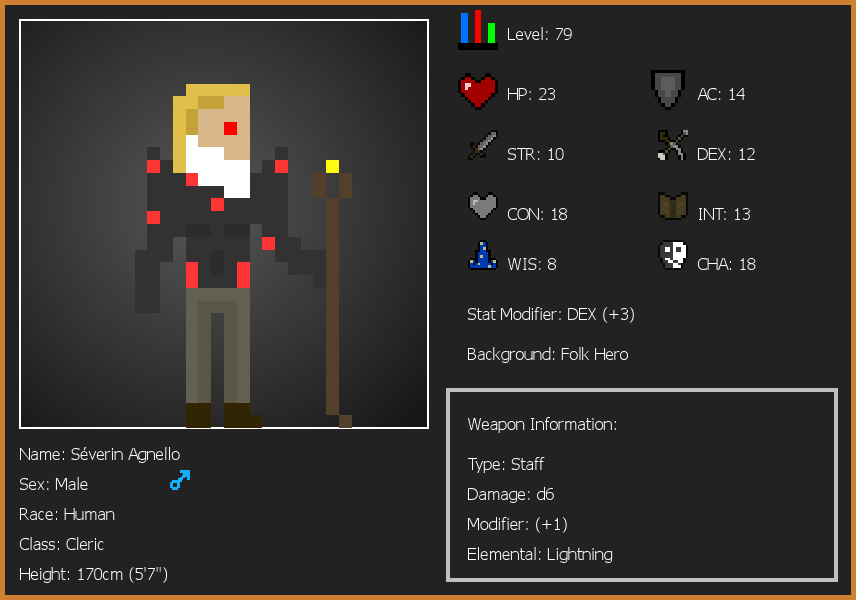 Level: 79
HP: 23
AC: 14
STR: 10
DEX: 12
CON: 18
INT: 13
WIS: 8
CHA: 18
Stat Modifier: DEX (+3)
Background: Folk Hero
Weapon Information:
Type: Staff
Damage: d6
Modifier: (+1)
Elemental: Lightning
Name: Séverin Agnello
Sex: Male
Race: Human
Class: Cleric
Height: 170cm (5'7")